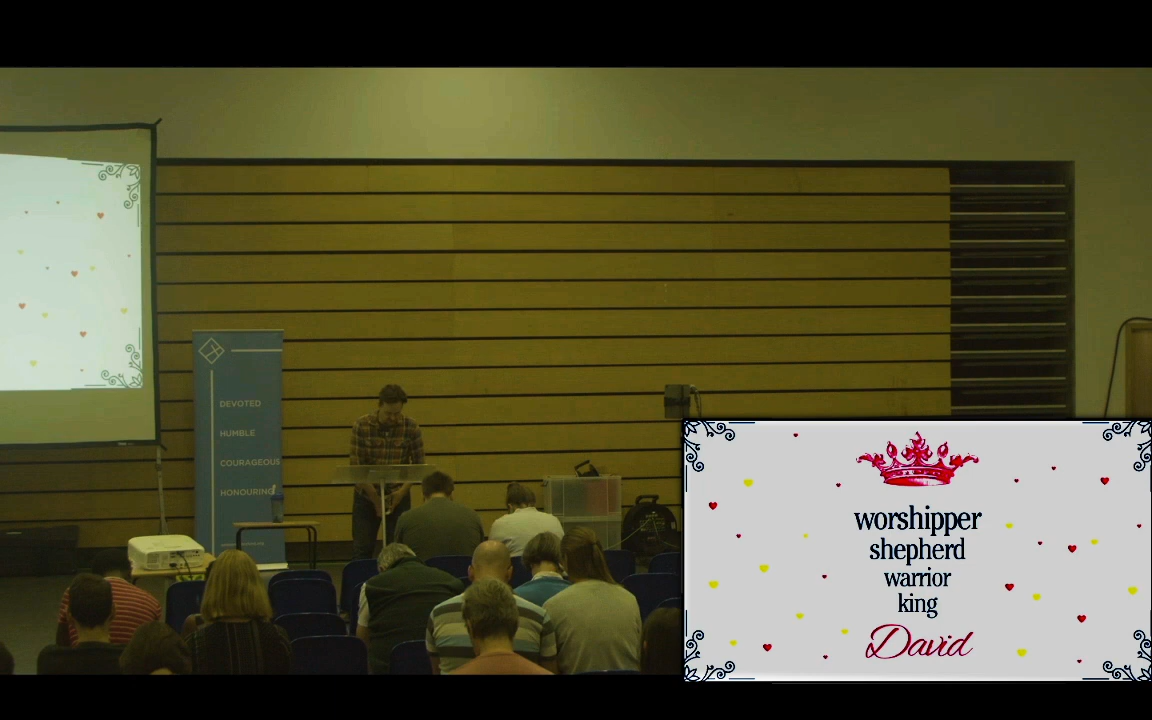 DEVOTED
HUMBLE
COURAGEOUS
HONOURING
worshipper
shepherd
warrior
king
David